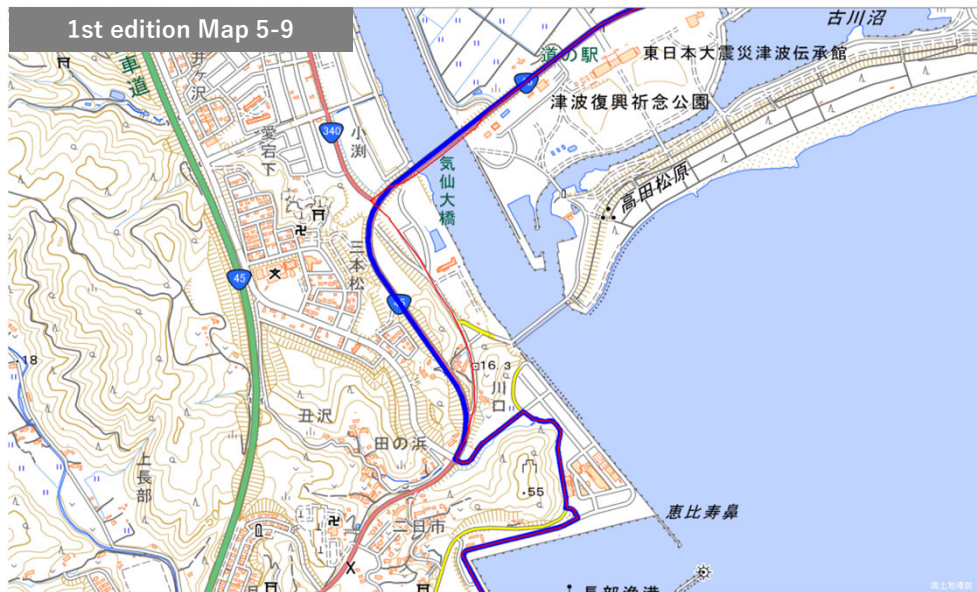 1st edition Map 5-9
古川沼
道の駅
東日本大震災津波伝承館
車道
津波復興祈念公園
340
小渕
愛宕下
気仙大橋
高田松原
三本松
45
45
18
16.3
川口
丑沢
田の浜
上長部
55
恵比寿鼻
二日市
長部漁港
国土地理院